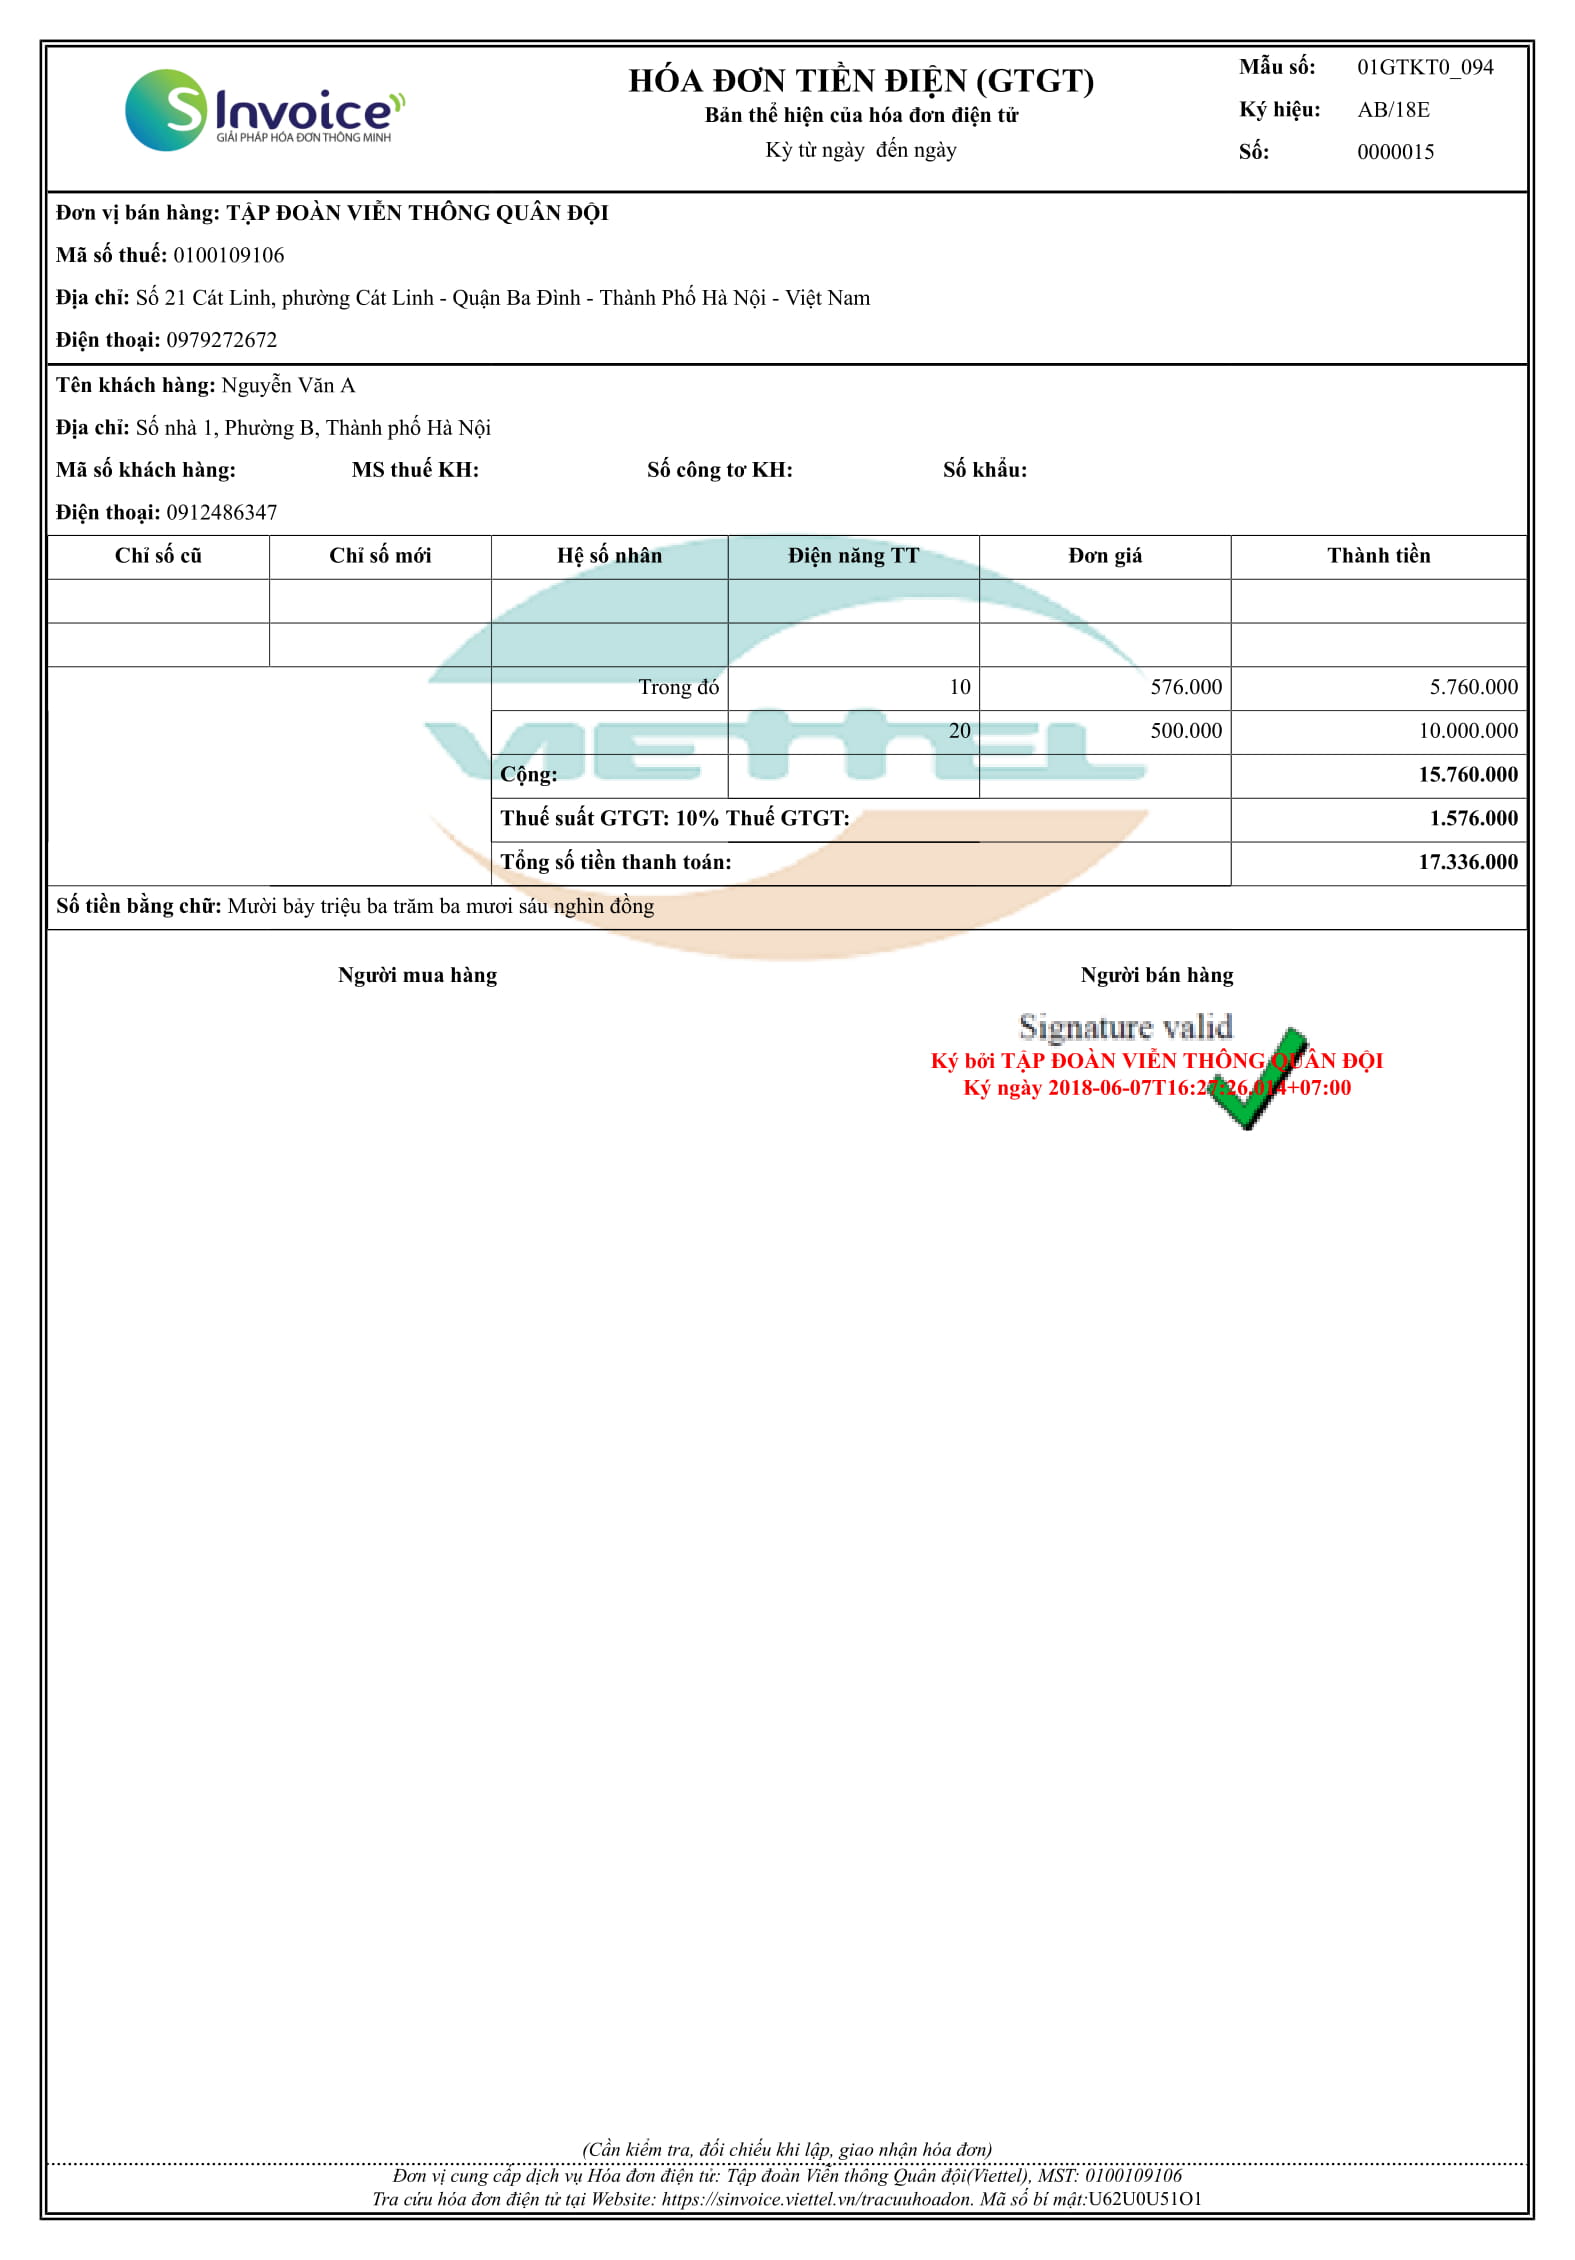 S Invoice
GIẢI PHÁP HÓA ĐƠN THÔNG MINH
HÓA ĐƠN TIỀN ĐIỆN (GTGT)
Bản thể hiện của hóa đơn điện tử
Kỳ từ ngày  đến ngày
Mẫu số: 01GTKT0_094
Ký hiệu: AB/18E
Số: 0000015
Đơn vị bán hàng: TẬP ĐOÀN VIỄN THÔNG QUÂN ĐỘI
Mã số thuế: 0100109106
Địa chỉ: Số 21 Cát Linh, phường Cát Linh - Quận Ba Đình - Thành Phố Hà Nội - Việt Nam
Điện thoại: 0979272672
Tên khách hàng: Nguyễn Văn A
Địa chỉ: Số nhà 1, Phường B, Thành phố Hà Nội
Mã số khách hàng: MS thuế KH: Số công tơ KH: Số khẩu:
Điện thoại: 0912486347
Chỉ số cũ Chỉ số mới Hệ số nhân Điện năng TT Đơn giá Thành tiền
Trong đó 10 576.000 5.760.000
20 500.000 10.000.000
VIETTEL
Cộng: 15.760.000
Thuế suất GTGT: 10% Thuế GTGT: 1.576.000
Tổng số tiền thanh toán: 17.336.000
Số tiền bằng chữ: Mười bảy triệu ba trăm ba mươi sáu nghìn đồng
Người mua hàng Người bán hàng
Signature valid
Ký bởi TẬP ĐOÀN VIỄN THÔNG QUÂN ĐỘI
Ký ngày 2018-06-07T16:27:26.014+07:00
(Cần kiểm tra, đối chiếu khi lập, giao nhận hóa đơn)
Đơn vị cung cấp dịch vụ Hóa đơn điện tử: Tập đoàn Viễn thông Quân đội(Viettel), MST: 0100109106
Tra cứu hóa đơn điện tử tại Website: https://sinvoice.viettel.vn/tracuuhoadon. Mã số bí mật:U62U0U51O1